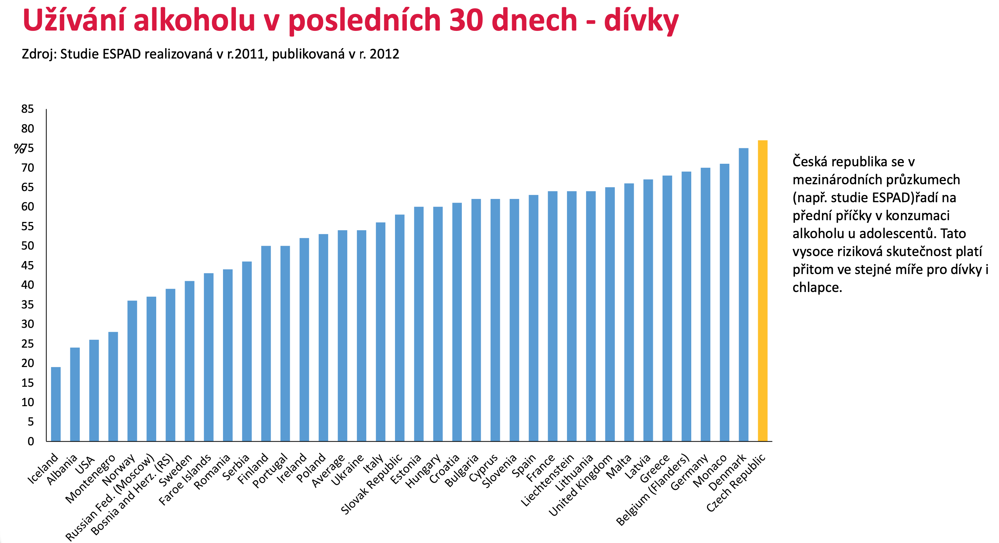 Užívání alkoholu v posledních 30 dnech - dívky
Zdroj: Studie ESPAD realizovaná v r.2011, publikovaná v r. 2012
85
80
%
75
70
65
60
55
50
45
40
35
30
25
20
15
10
5
0
Iceland
Albania
USA
Montenegro
Norway
Russian Fed. (Moscow)
Bosnia and Herz. (RS)
Sweden
Faroe Islands
Romania
Serbia
Finland
Portugal
Ireland
Poland
Average
Ukraine
Italy
Slovak Republic
Estonia
Hungary
Croatia
Bulgaria
Cyprus
Slovenia
Spain
France
Liechtenstein
Lithuania
United Kingdom
Malta
Latvia
Greece
Belgium (Flanders)
Germany
Monaco
Denmark
Czech Republic
Česká republika se v
mezinárodních průzkumech
(např. studie ESPAD)řadí na
přední příčky v konzumaci
alkoholu u adolescentů. Tato
vysoce riziková skutečnost platí
přitom ve stejné míře pro dívky i
chlapce.